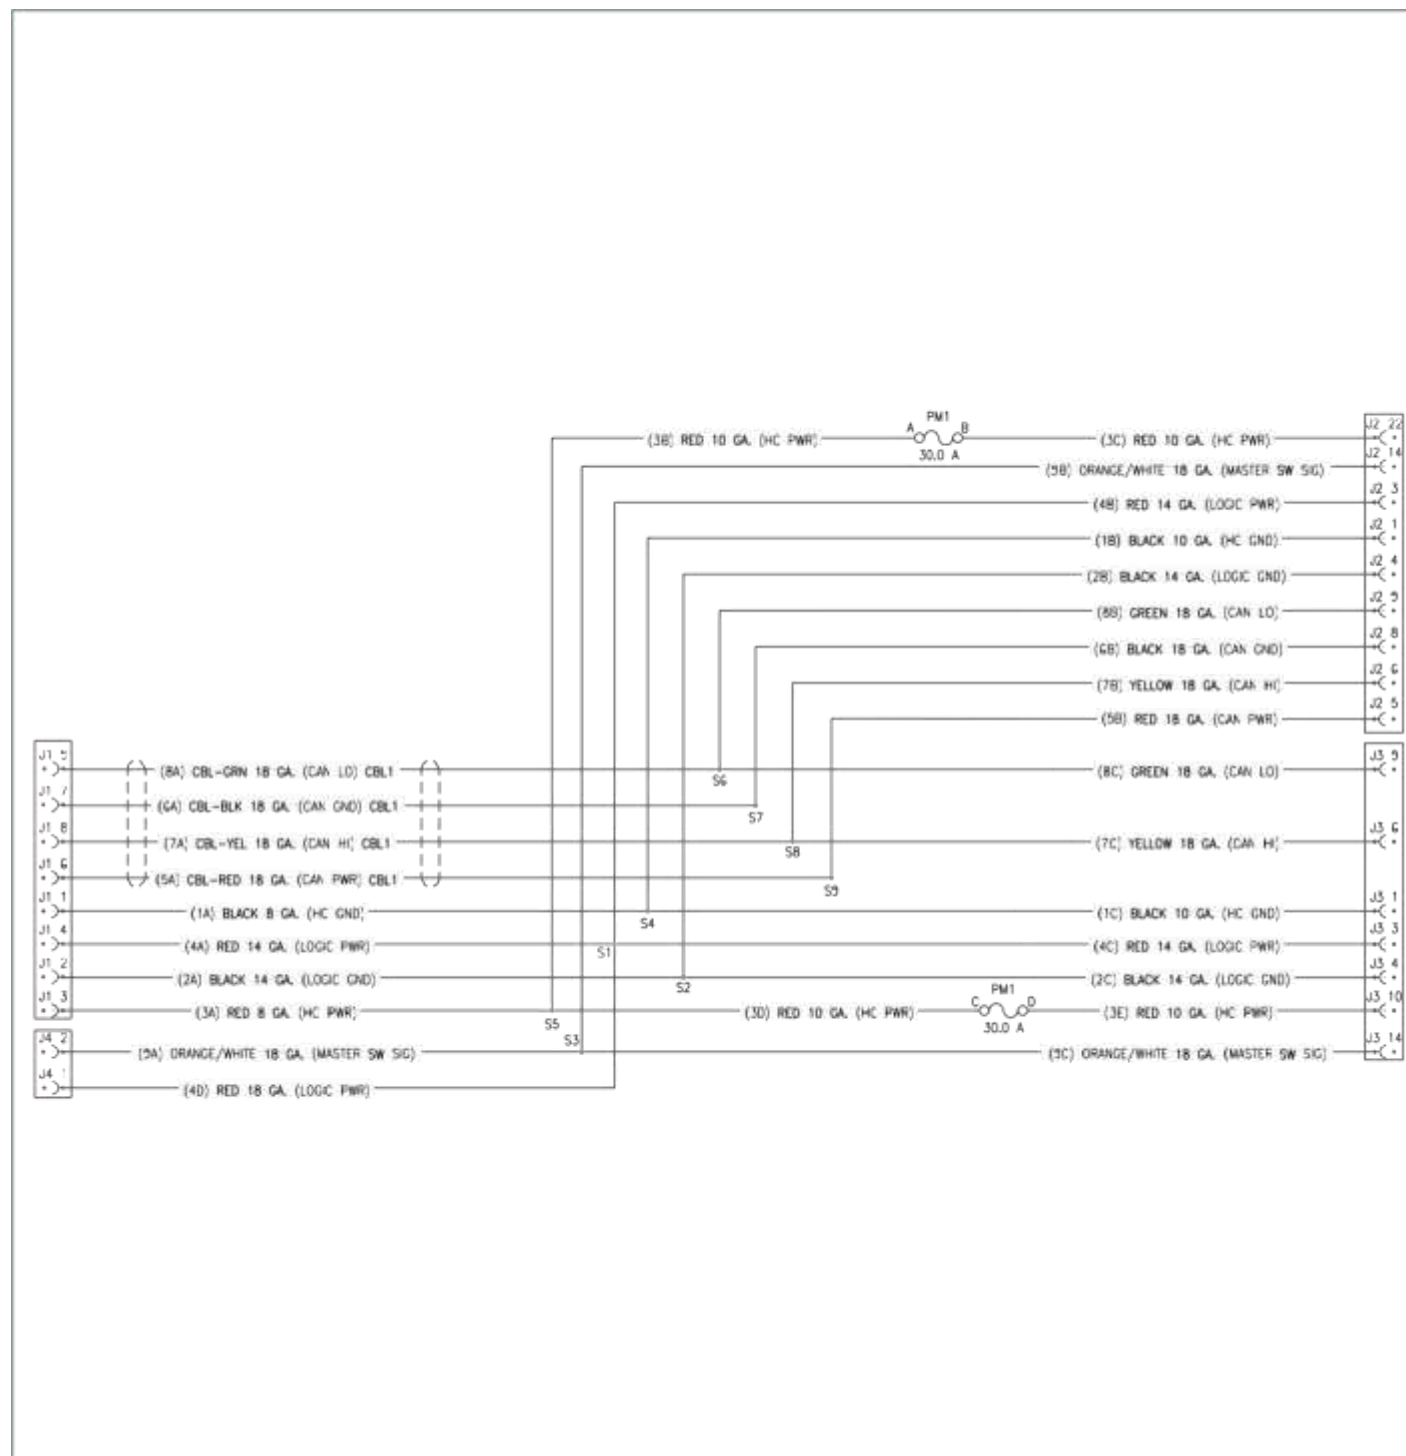 PM1
J2 22
A B
(3B) RED 10 GA. (HC PWR)
(3C) RED 10 GA. (HC PWR)
30.0 A
J2 14
(9B) ORANGE/WHITE 18 GA. (MASTER SW SIG)
J2 3
(4B) RED 14 GA. (LOGIC PWR)
J2 1
(1B) BLACK 10 GA. (HC GND)
J2 4
(2B) BLACK 14 GA. (LOGIC GND)
J2 9
(8B) GREEN 18 GA. (CAN LO)
J2 8
(6B) BLACK 18 GA. (CAN GND)
J2 6
(7B) YELLOW 18 GA. (CAN HI)
J2 5
(5B) RED 18 GA. (CAN PWR)
J1 9
J3 9
(8A) CBL-GRN 18 GA. (CAN LO) CBL1
(8C) GREEN 18 GA. (CAN LO)
S6
J1 7
(6A) CBL-BLK 18 GA. (CAN GND) CBL1
S7
J1 8
J3 6
(7A) CBL-YEL 18 GA. (CAN HI) CBL1
(7C) YELLOW 18 GA. (CAN HI)
S8
J1 6
(5A) CBL-RED 18 GA. (CAN PWR) CBL1
S9
J1 1
J3 1
(1A) BLACK 8 GA. (HC GND)
(1C) BLACK 10 GA. (HC GND)
S4
J1 4
J3 3
(4A) RED 14 GA. (LOGIC PWR)
(4C) RED 14 GA. (LOGIC PWR)
S1
J1 2
J3 4
(2A) BLACK 14 GA. (LOGIC GND)
(2C) BLACK 14 GA. (LOGIC GND)
S2
PM1
J1 3
J3 10
C D
(3A) RED 8 GA. (HC PWR)
(3D) RED 10 GA. (HC PWR)
(3E) RED 10 GA. (HC PWR)
S5
30.0 A
J4 2
S3
J3 14
(9A) ORANGE/WHITE 18 GA. (MASTER SW SIG)
(9C) ORANGE/WHITE 18 GA. (MASTER SW SIG)
J4 1
(4D) RED 18 GA. (LOGIC PWR)